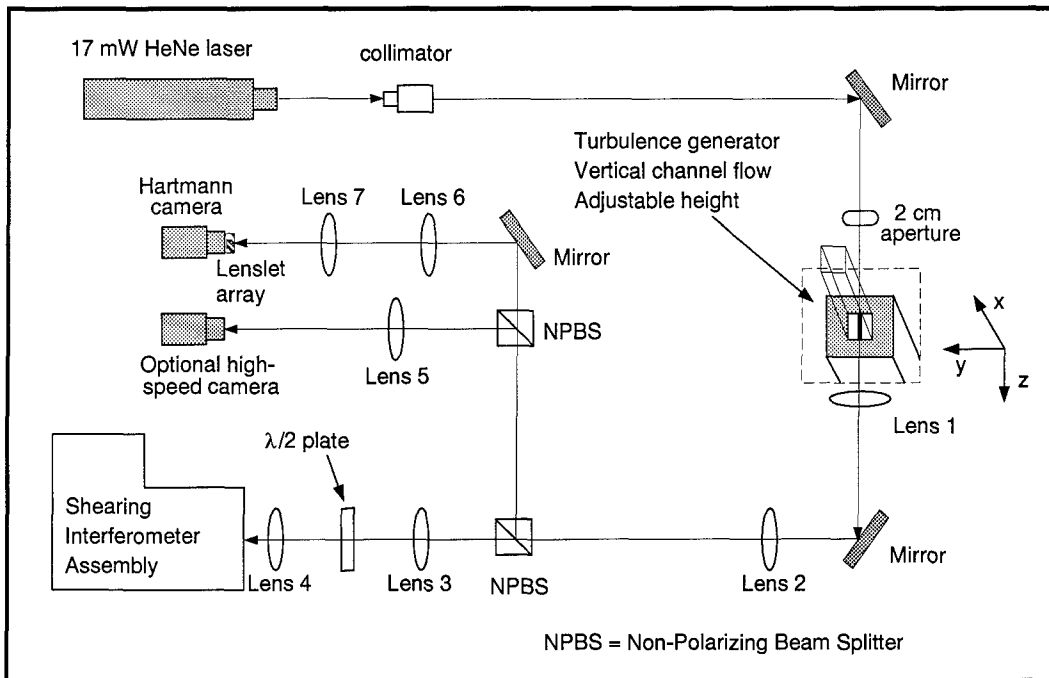 17 mW HeNe laser
collimator
Mirror
Turbulence generator
Vertical channel flow
Adjustable height
2 cm
aperture
Hartmann
camera
Lens 7
Lens 6
Mirror
Lenslet
array
NPBS
x
y
z
Optional high-
speed camera
Lens 5
Lens 1
λ/2 plate
Shearing
Interferometer
Assembly
Lens 4
Lens 3
NPBS
Lens 2
Mirror
NPBS = Non-Polarizing Beam Splitter